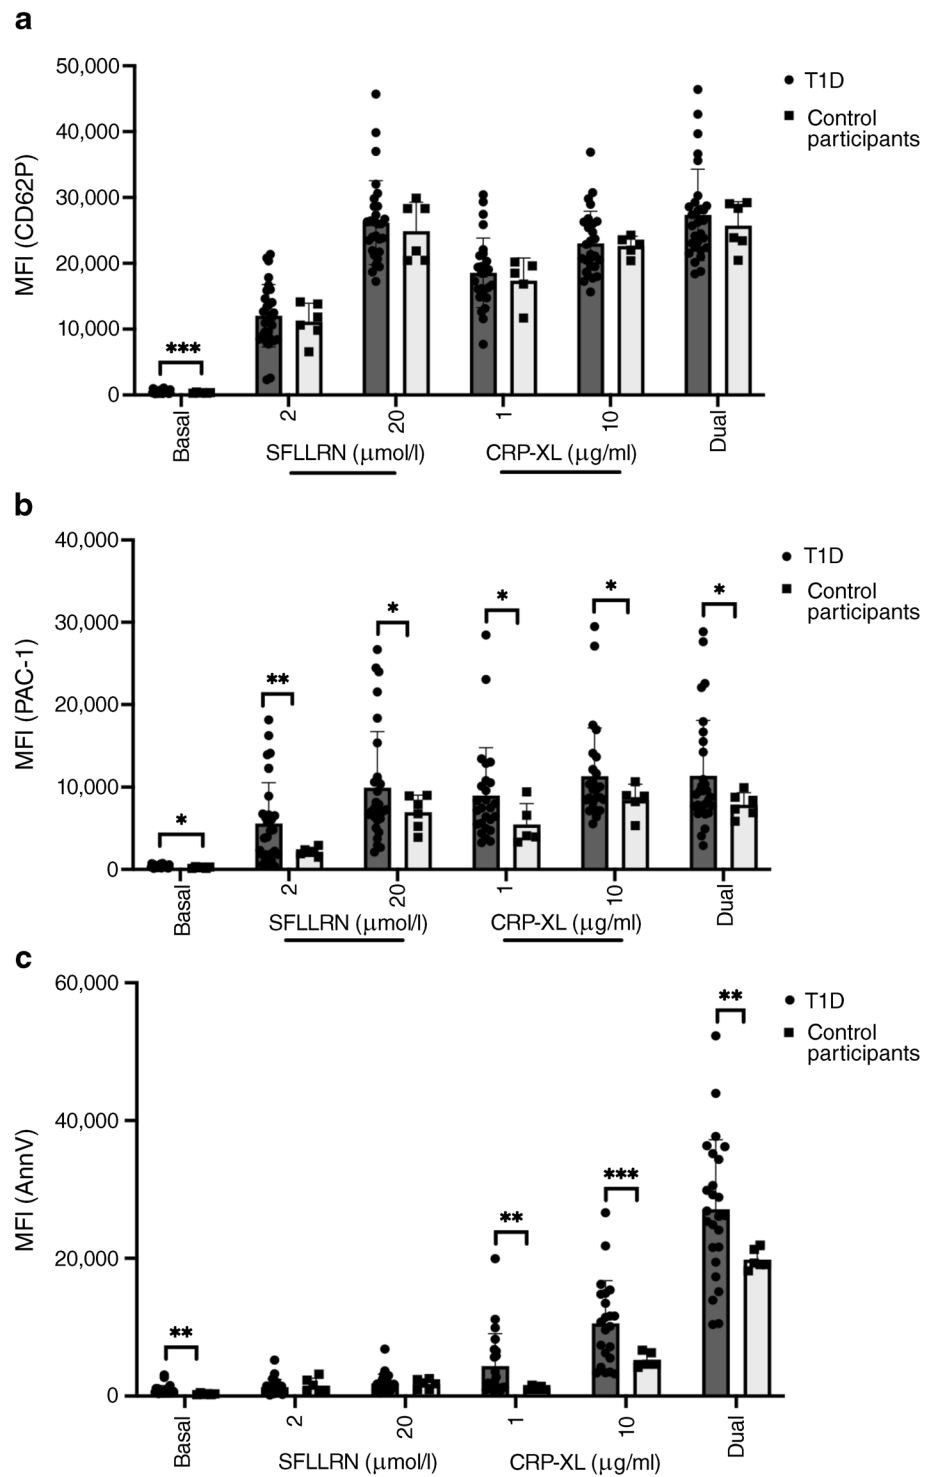 a
50,000
40,000
30,000
20,000
10,000
0
MFI (CD62P)
***
T1D
Control
participants
Basal
2
20
1
10
Dual
SFLLRN (μmol/l)
CRP-XL (μg/ml)
b
40,000
30,000
20,000
10,000
0
MFI (PAC-1)
*
**
*
*
*
*
T1D
Control
participants
Basal
2
20
1
10
Dual
SFLLRN (μmol/l)
CRP-XL (μg/ml)
c
60,000
40,000
20,000
0
MFI (AnnV)
**
**
***
**
T1D
Control
participants
Basal
2
20
1
10
Dual
SFLLRN (μmol/l)
CRP-XL (μg/ml)